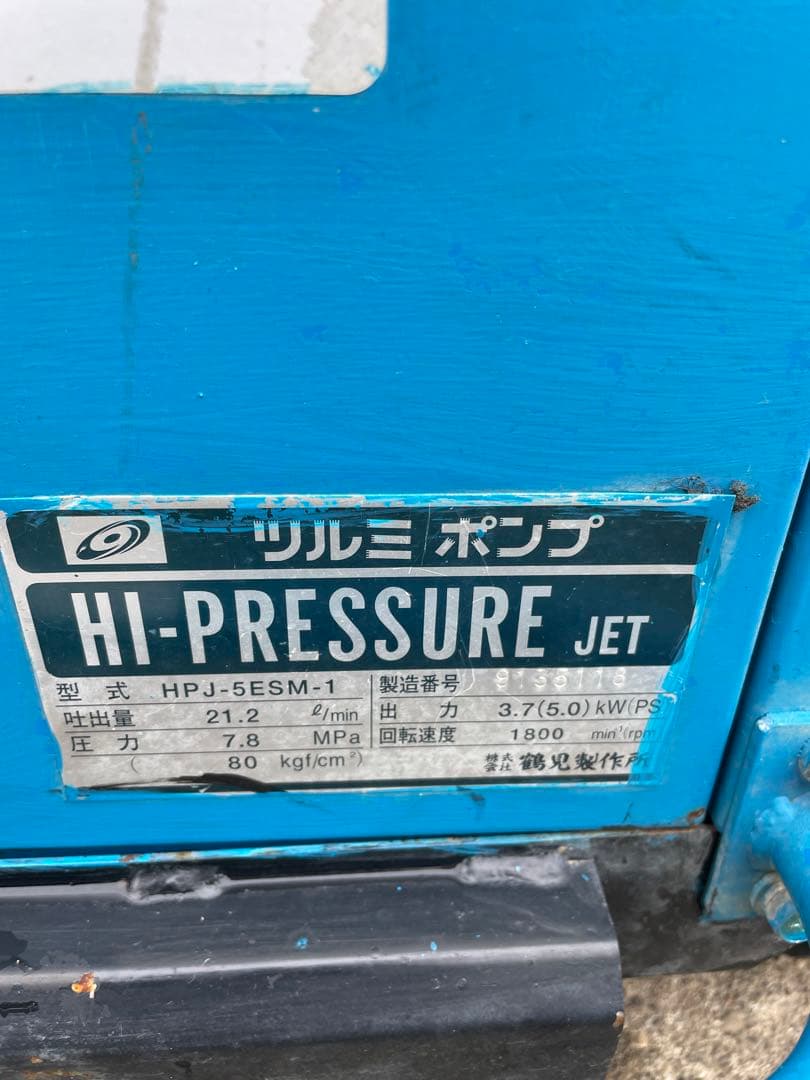 ツルミポンプ
HI-PRESSURE JET
型式 HPJ-5ESM-1 製造番号
吐出量 21.2 ℓ/min 出力 3.7(5.0) kW(PS
圧力 7.8 MPa 回転速度 1800 min⁻¹(rpm
( 80 kgf/cm²) 株式会社 鶴見製作所